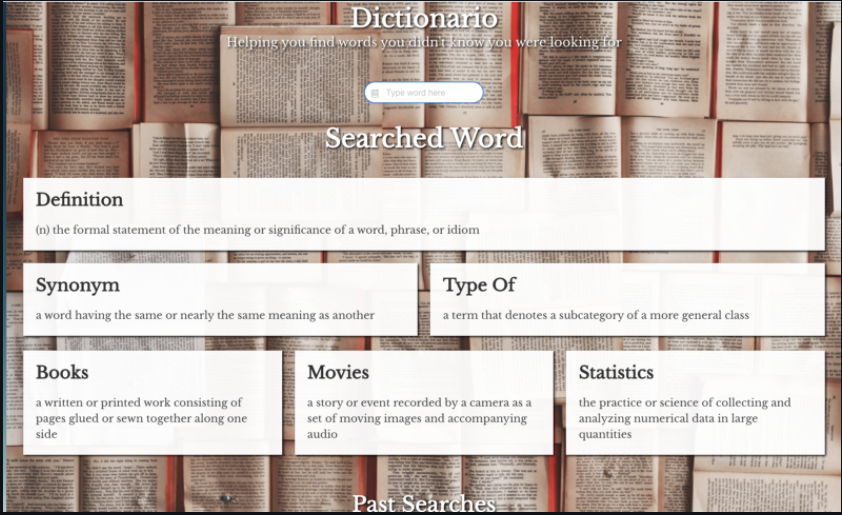 Dictionario
Helping you find words you didn't know you were looking for
Type word here
Searched Word
Definition
(n) the formal statement of the meaning or significance of a word, phrase, or idiom
Synonym
a word having the same or nearly the same meaning as another
Type Of
a term that denotes a subcategory of a more general class
Books
a written or printed work consisting of
pages glued or sewn together along one
side
Movies
a story or event recorded by a camera as a
set of moving images and accompanying
audio
Statistics
the practice or science of collecting and
analyzing numerical data in large
quantities
Past Searches